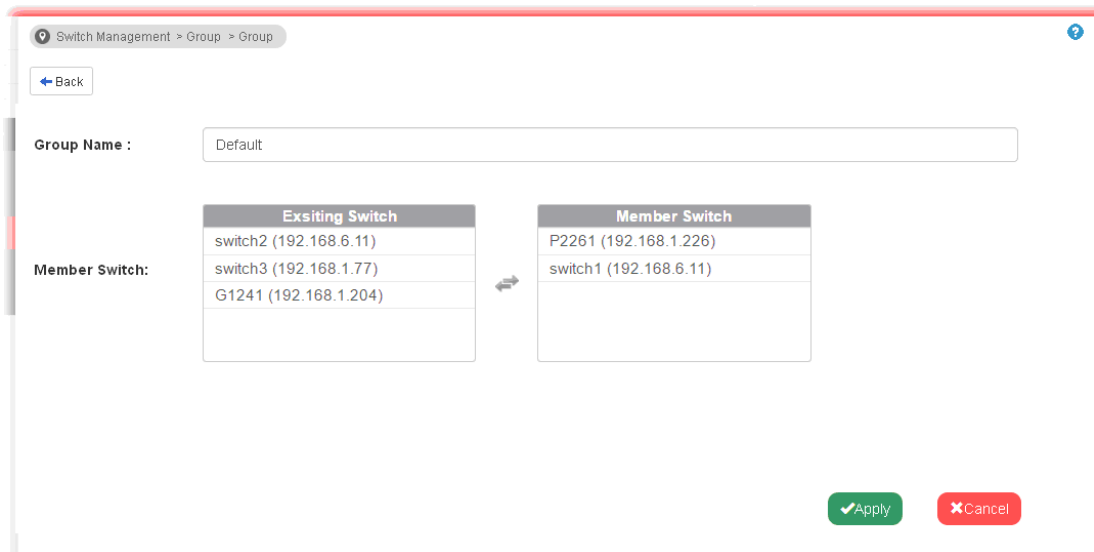 Switch Management > Group > Group
?
Back
Group Name :
Default
Member Switch:
Exsiting Switch
switch2 (192.168.6.11)
switch3 (192.168.1.77)
G1241 (192.168.1.204)
Member Switch
P2261 (192.168.1.226)
switch1 (192.168.6.11)
Apply
Cancel